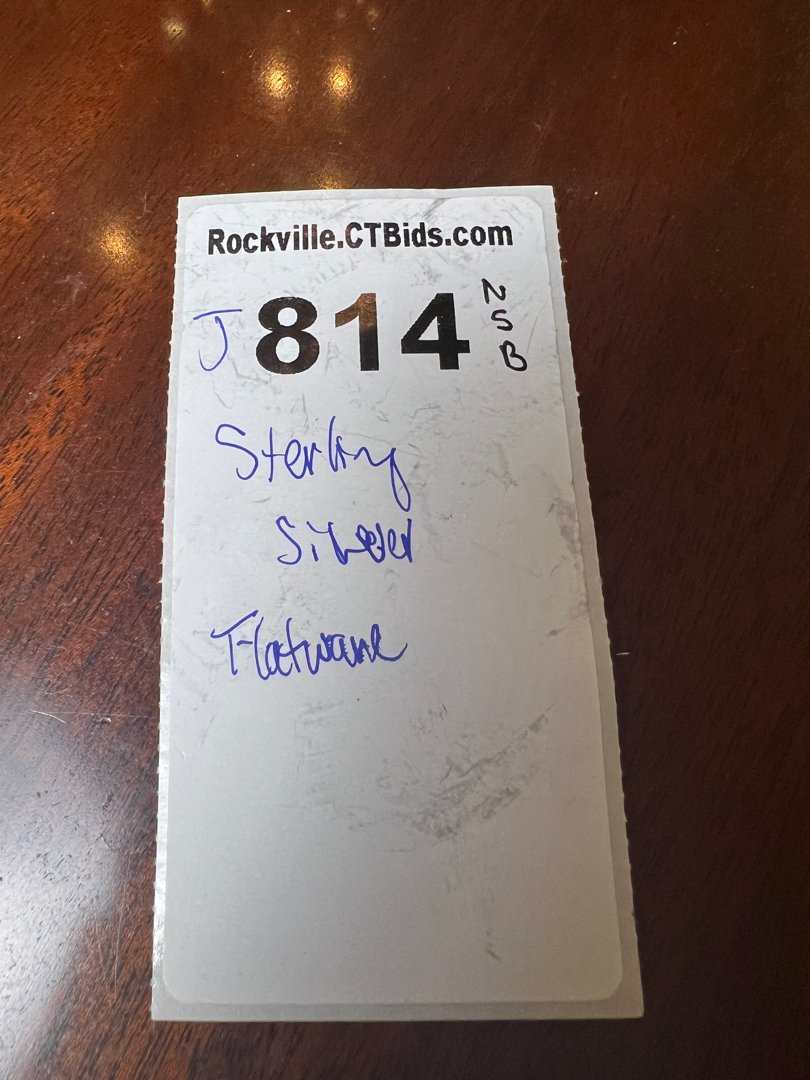 Rockville.CTBids.com
J 814 NSB
Sterling
Silver
Flatware